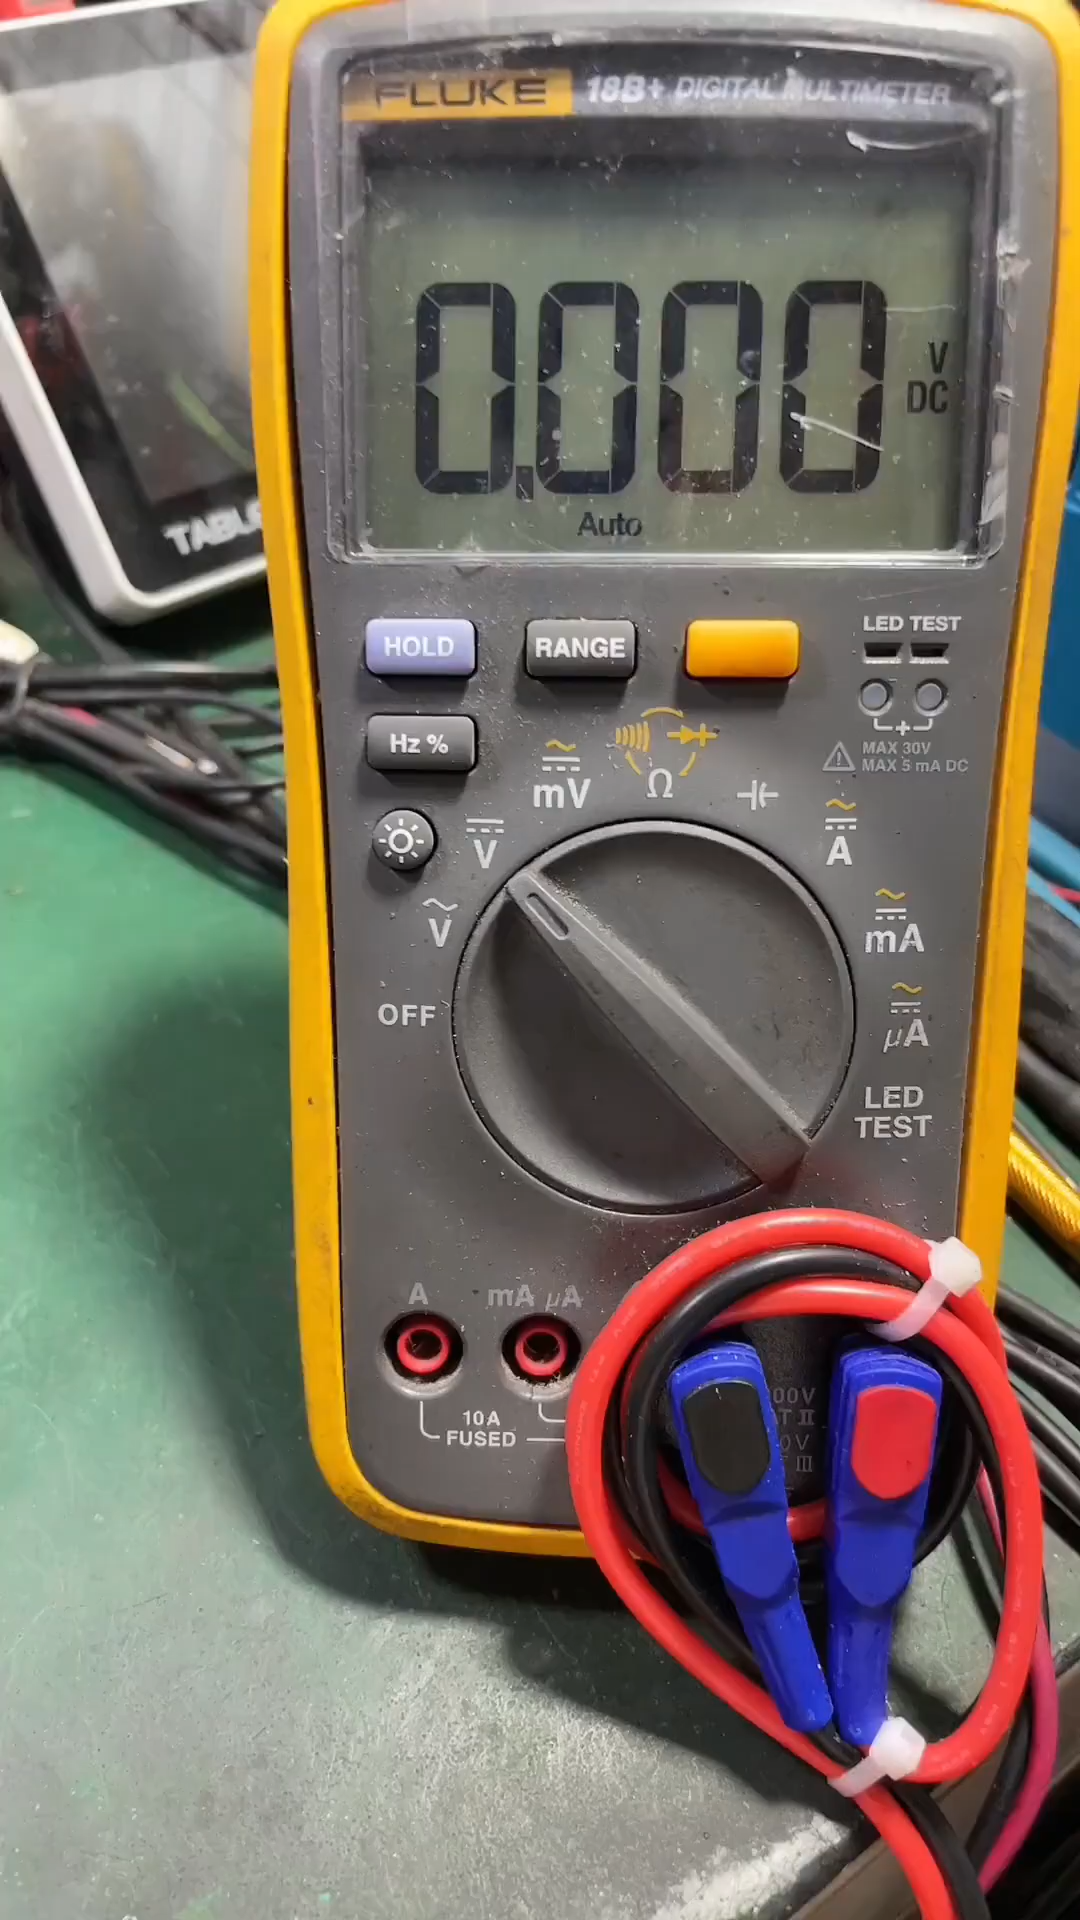 FLUKE 18B+ DIGITAL MULTIMETER
0.000
V
DC
Auto
HOLD
RANGE
LED TEST
Hz %
+
MAX 30V
MAX 5 mA DC
mV
Ω
V
A
V
mA
OFF
μA
LED
TEST
A
mA μA
10A
FUSED